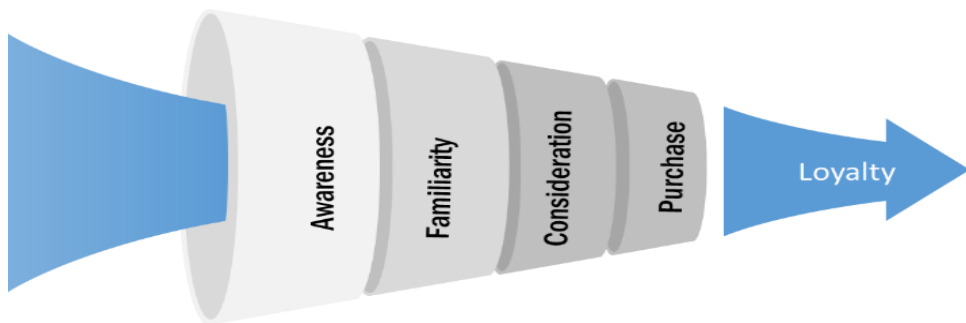 Awareness
Familiarity
Consideration
Purchase
Loyalty